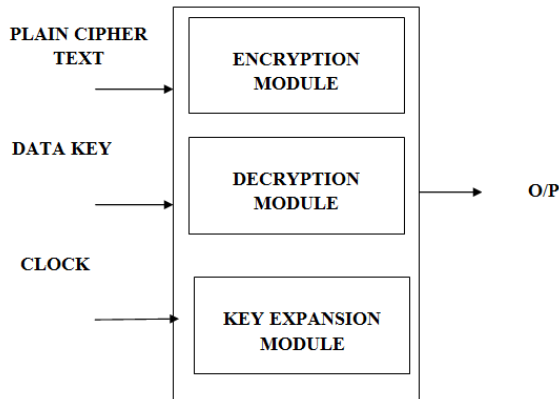 PLAIN CIPHER
TEXT
ENCRYPTION
MODULE
DATA KEY
DECRYPTION
MODULE
O/P
CLOCK
KEY EXPANSION
MODULE